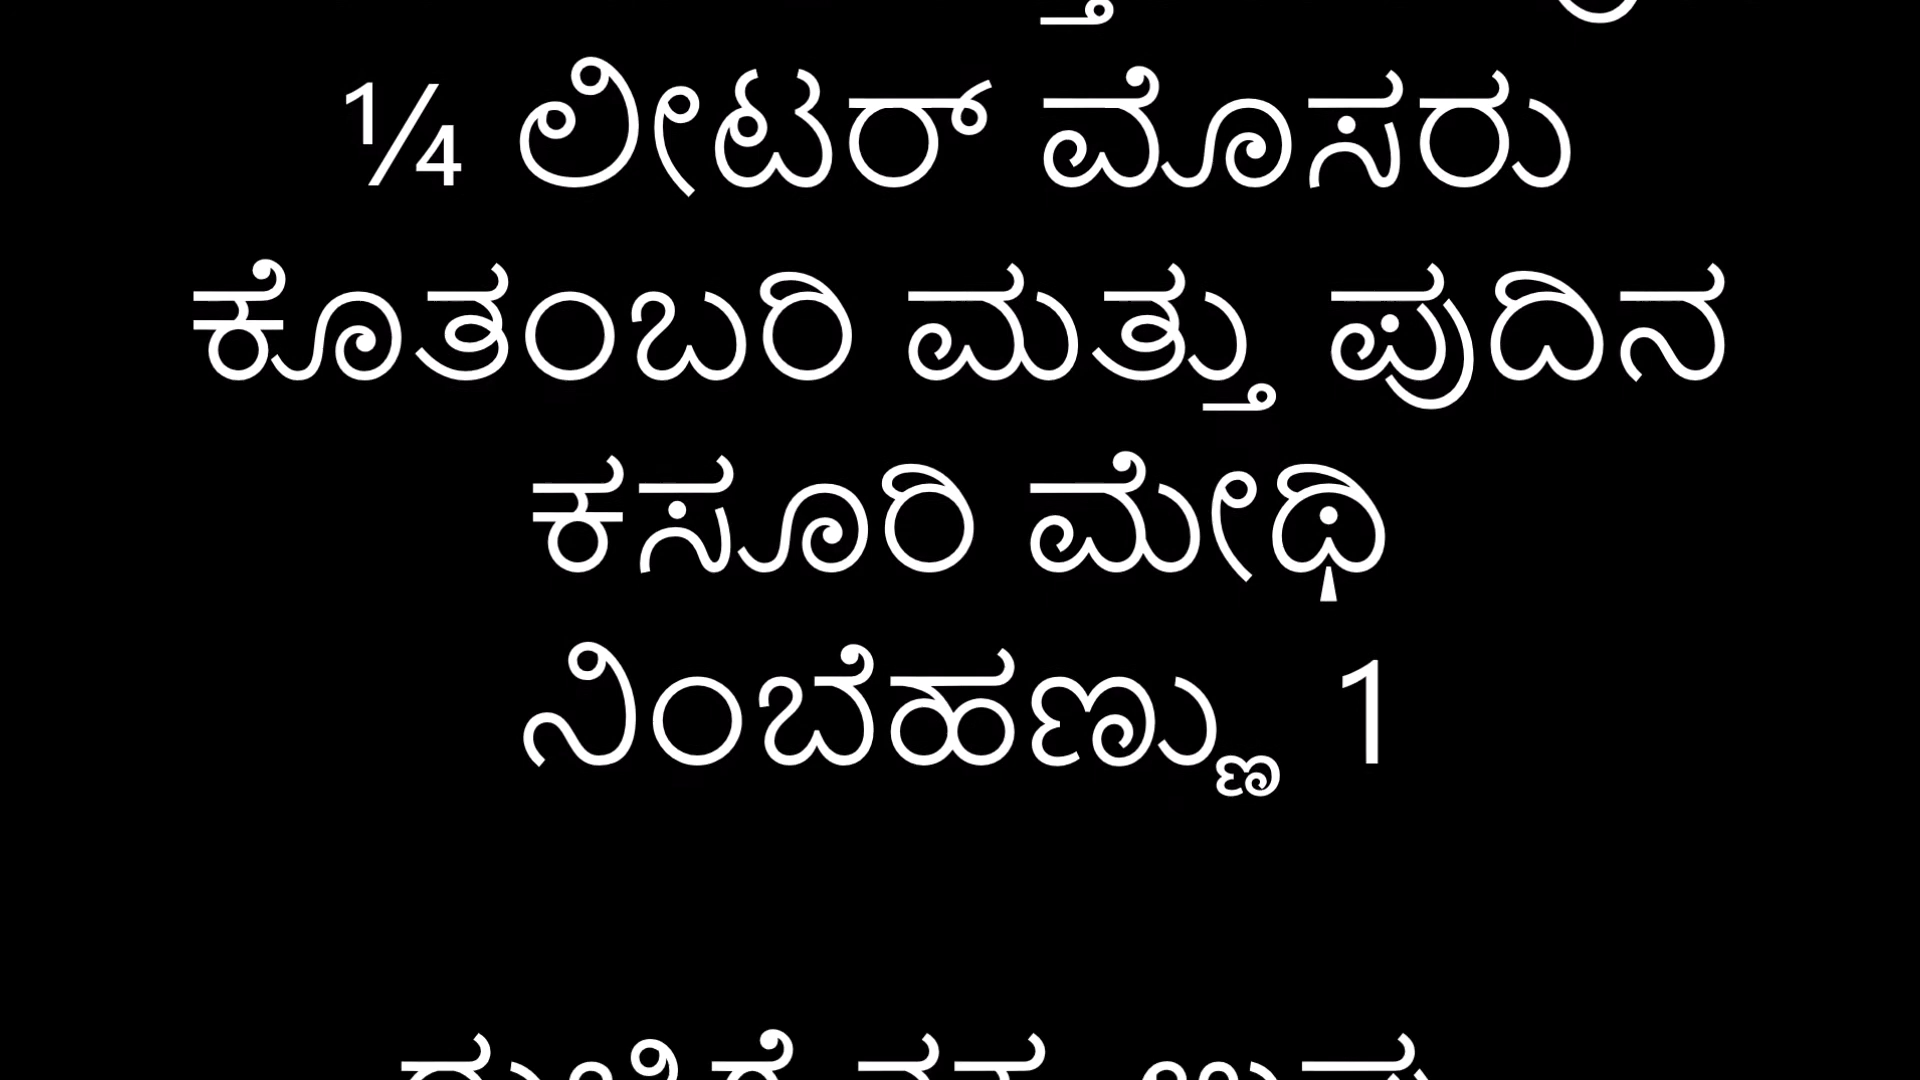 ¼ ಲೀಟರ್ ಮೊಸರು
ಕೊತಂಬರಿ ಮತ್ತು ಪುದಿನ
ಕಸೂರಿ ಮೇಥಿ
ನಿಂಬೆಹಣ್ಣು 1